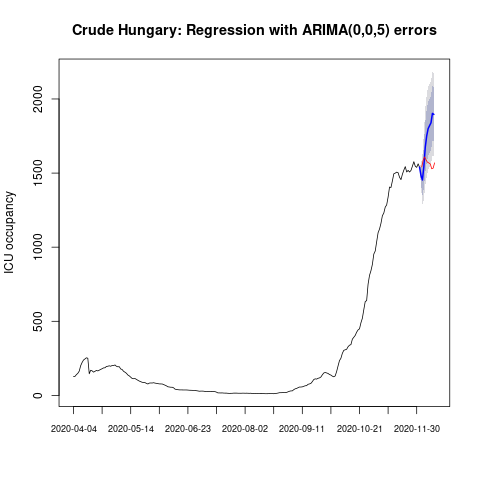 Crude Hungary: Regression with ARIMA(0,0,5) errors
ICU occupancy
2000
1500
1000
500
0
2020-04-04 2020-05-14 2020-06-23 2020-08-02 2020-09-11 2020-10-21 2020-11-30